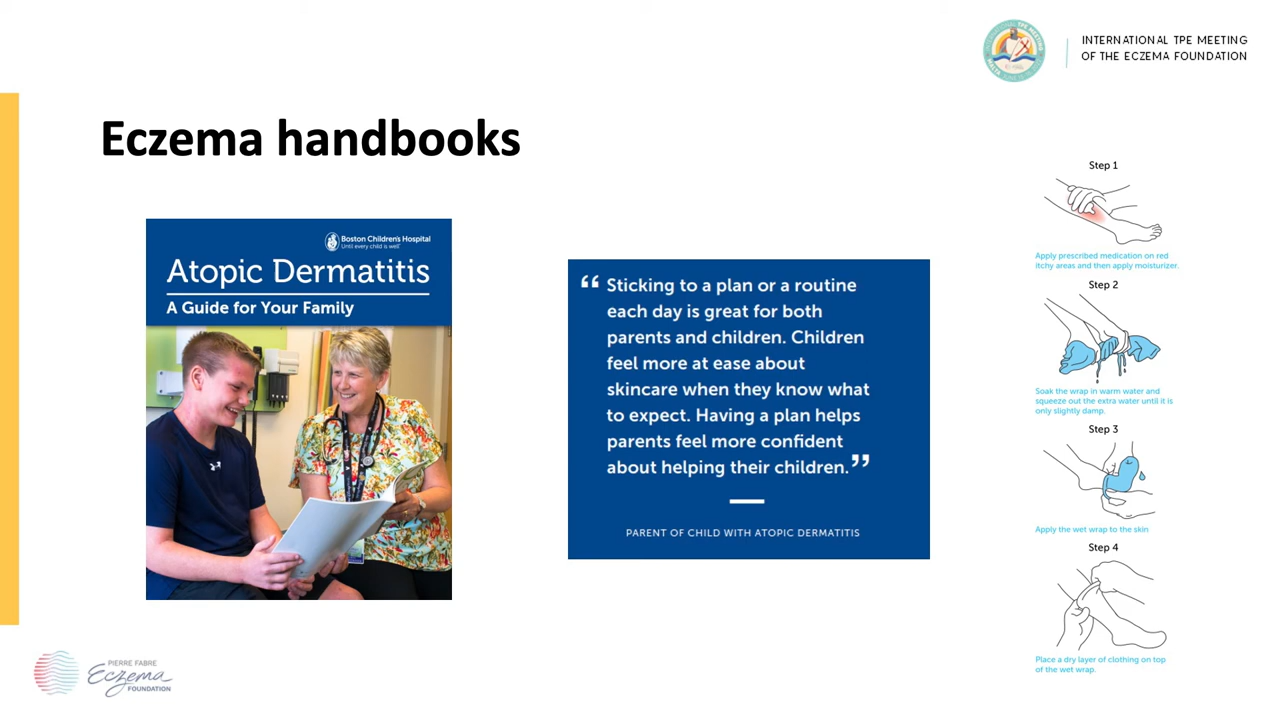 INTERNATIONAL TPE MEETING
OF THE ECZEMA FOUNDATION
Eczema handbooks
Boston Children's Hospital
Until every child is well
Atopic Dermatitis
A Guide for Your Family
“ Sticking to a plan or a routine
each day is great for both
parents and children. Children
feel more at ease about
skincare when they know what
to expect. Having a plan helps
parents feel more confident
about helping their children.”
PARENT OF CHILD WITH ATOPIC DERMATITIS
Step 1
Apply prescribed medication on red
itchy areas and then apply moisturizer.
Step 2
Soak the wrap in warm water and
squeeze out the extra water until it is
only slightly damp.
Step 3
Apply the wet wrap to the skin
Step 4
Place a dry layer of clothing on top
of the wet wrap.
PIERRE FABRE
Eczema
FOUNDATION